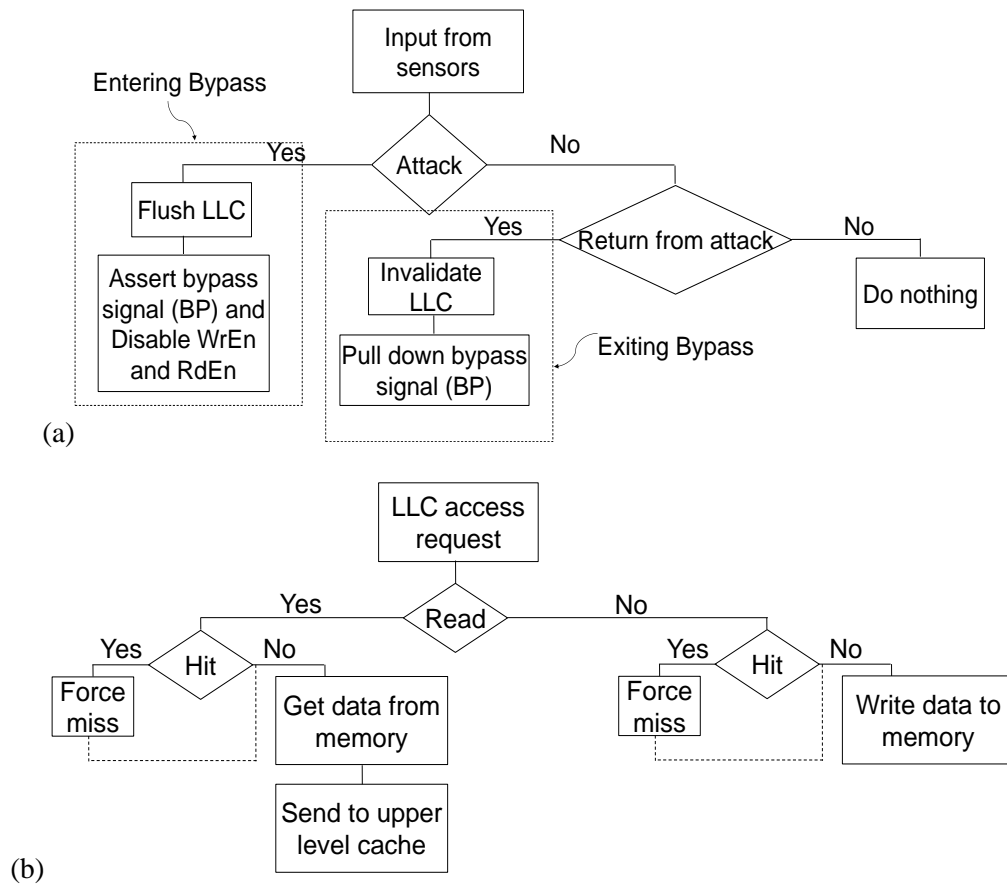 Input from
sensors
Entering Bypass
Yes
Attack
No
Flush LLC
Assert bypass
signal (BP) and
Disable WrEn
and RdEn
Yes
Return from attack
No
Invalidate
LLC
Do nothing
Pull down bypass
signal (BP)
Exiting Bypass
(a)
LLC access
request
Yes
Read
No
Yes
Hit
No
Force
miss
Get data from
memory
Send to upper
level cache
Yes
Hit
No
Force
miss
Write data to
memory
(b)